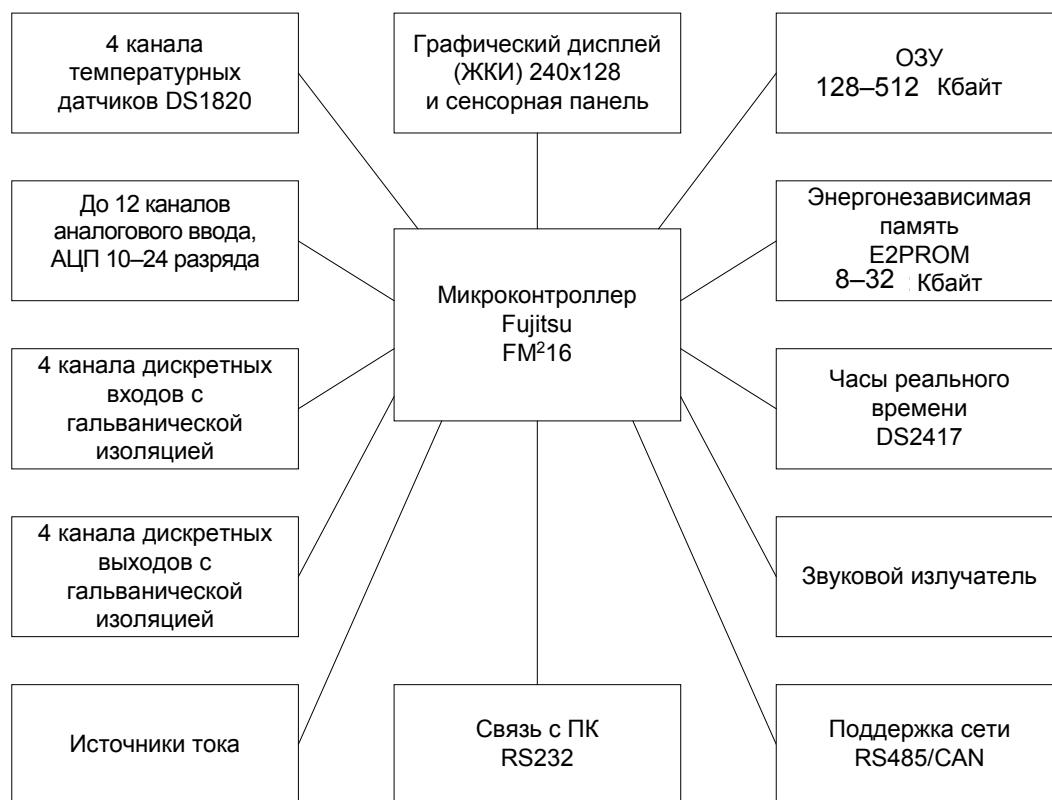 4 канала
температурных
датчиков DS1820
Графический дисплей
(ЖКИ) 240x128
и сенсорная панель
ОЗУ
128–512 Кбайт
До 12 каналов
аналогового ввода,
АЦП 10–24 разряда
Микроконтроллер
Fujitsu
FM²16
Энергонезависимая
память
E2PROM
8–32 Кбайт
4 канала дискретных
входов с
гальванической
изоляцией
Часы реального
времени
DS2417
4 канала дискретных
выходов с
гальванической
изоляцией
Звуковой излучатель
Источники тока
Связь с ПК
RS232
Поддержка сети
RS485/CAN